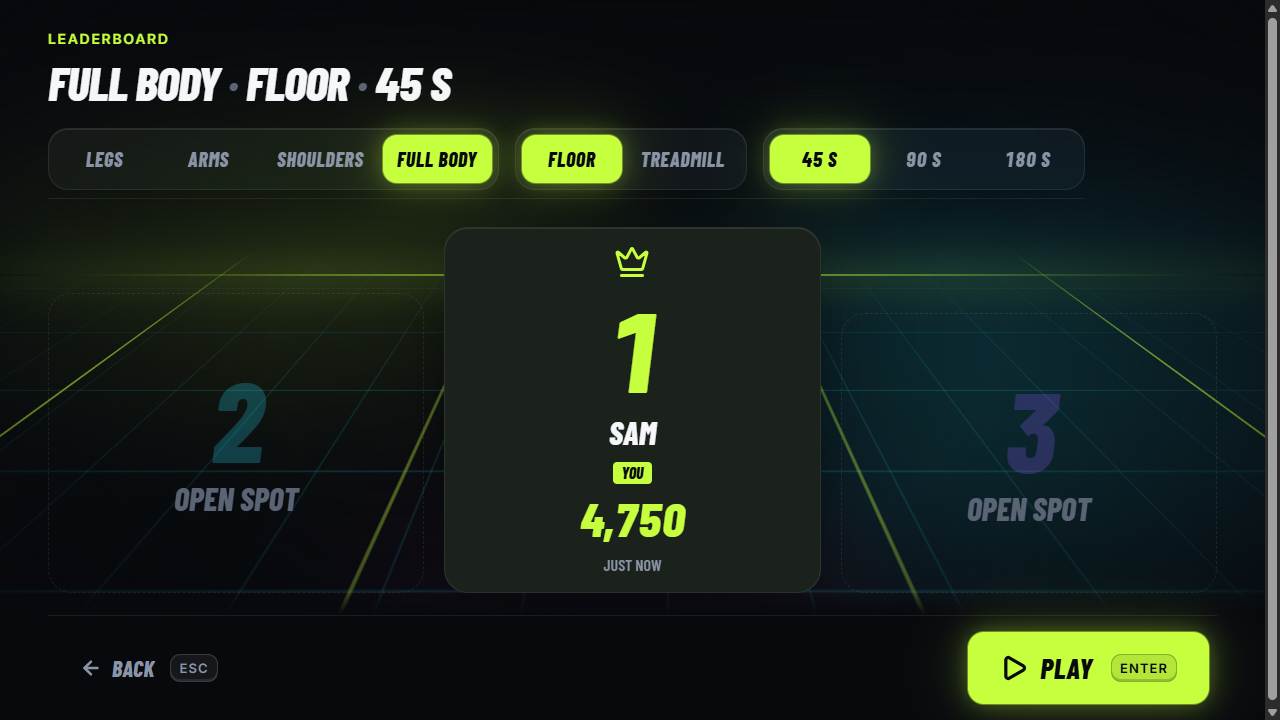 LEADERBOARD
FULL BODY · FLOOR · 45 S
LEGS ARMS SHOULDERS FULL BODY FLOOR TREADMILL 45 S 90 S 180 S
2
OPEN SPOT
1
SAM
YOU
4,750
JUST NOW
3
OPEN SPOT
BACK ESC
PLAY ENTER